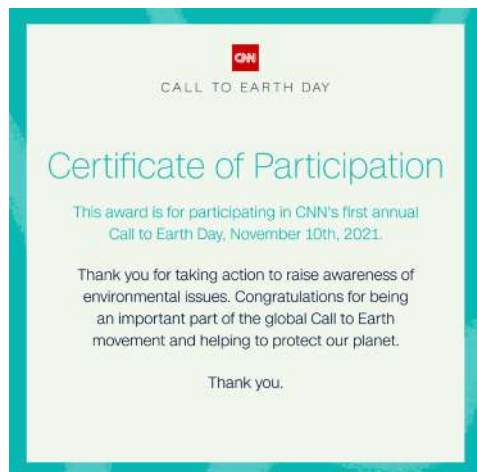 CNN
CALL TO EARTH DAY
Certificate of Participation
This award is for participating in CNN's first annual
Call to Earth Day, November 10th, 2021.
Thank you for taking action to raise awareness of
environmental issues. Congratulations for being
an important part of the global Call to Earth
movement and helping to protect our planet.
Thank you.